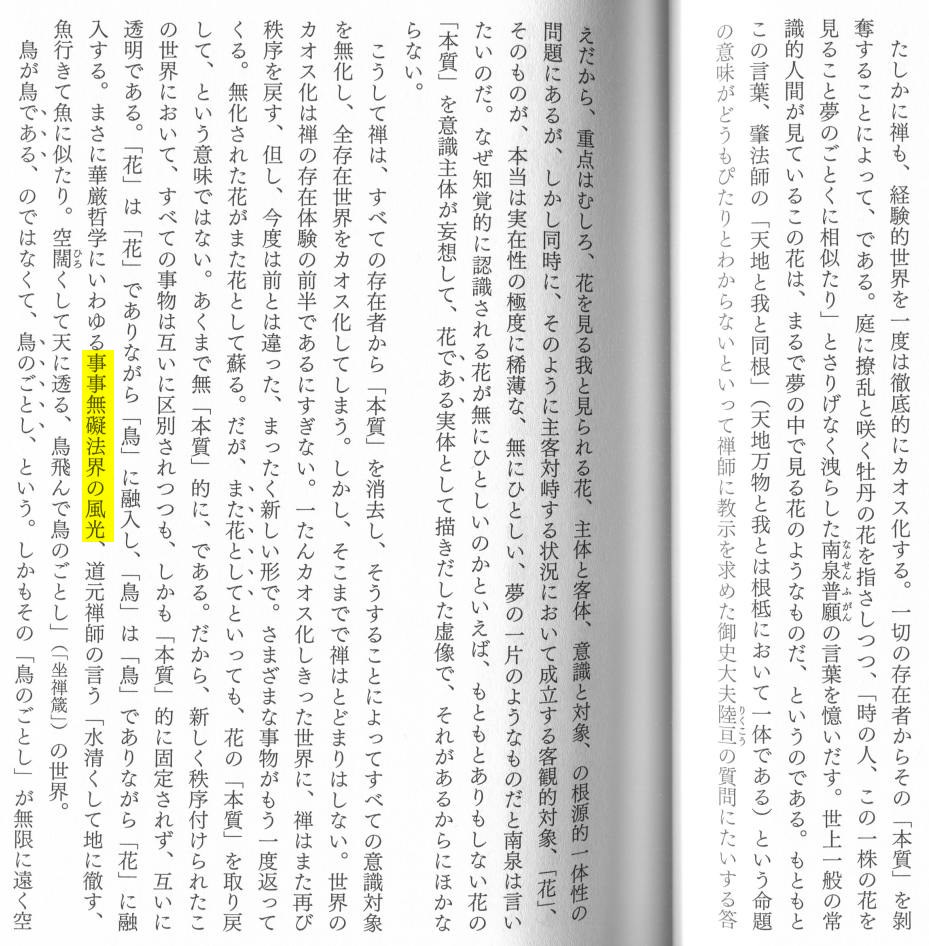 たしかに禅も、経験的世界を一度は徹底的にカオス化する。一切の存在者からその「本質」を剝
奪することによって、である。庭に撩乱と咲く牡丹の花を指さしつつ、「時の人、この一株の花を
見ること夢のごとくに相似たり」とさりげなく洩らした南泉普願の言葉を憶いだす。世上一般の常
識的人間が見ているこの花は、まるで夢の中で見る花のようなものだ、というのである。もともと
この言葉、肇法師の「天地と我と同根」（天地万物と我とは根柢において一体である）という命題
の意味がどうもぴたりとわからないといって禅師に教示を求めた御史大夫陸亘の質問にたいする答
えだから、重点はむしろ、花を見る我と見られる花、主体と客体、意識と対象、の根源的一体性の
問題にあるが、しかし同時に、そのように主客対峙する状況において成立する客観的対象、「花」、
そのものが、本当は実在性の極度に稀薄な、無にひとしい、夢の一片のようなものだと南泉は言い
たいのだ。なぜ知覚的に認識される花が無にひとしいのかといえば、もともとありもしない花の
「本質」を意識主体が妄想して、花である実体として描きだした虚像で、それがあるからにほかな
らない。
こうして禅は、すべての存在者から「本質」を消去し、そうすることによってすべての意識対象
を無化し、全存在世界をカオス化してしまう。しかし、そこまでで禅はとどまりはしない。世界の
カオス化は禅の存在体験の前半であるにすぎない。一たんカオス化しきった世界に、禅はまた再び
秩序を戻す、但し、今度は前とは違った、まったく新しい形で。さまざまな事物がもう一度返って
くる。無化された花がまた花として蘇る。だが、また花としてといっても、花の「本質」を取り戻
して、という意味ではない。あくまで無「本質」的に、である。だから、新しく秩序付けられたこ
の世界において、すべての事物は互いに区別されつつも、しかも「本質」的に固定されず、互いに
透明である。「花」は「花」でありながら「鳥」に融入し、「鳥」は「鳥」でありながら「花」に融
入する。まさに華厳哲学にいわゆる事事無礙法界の風光、道元禅師の言う「水清くして地に徹す、
魚行きて魚に似たり。空闊くして天に透る、鳥飛んで鳥のごとし」（「坐禅箴」）の世界。
鳥が鳥である、のではなくて、鳥のごとし、という。しかもその「鳥のごとし」が無限に遠く空